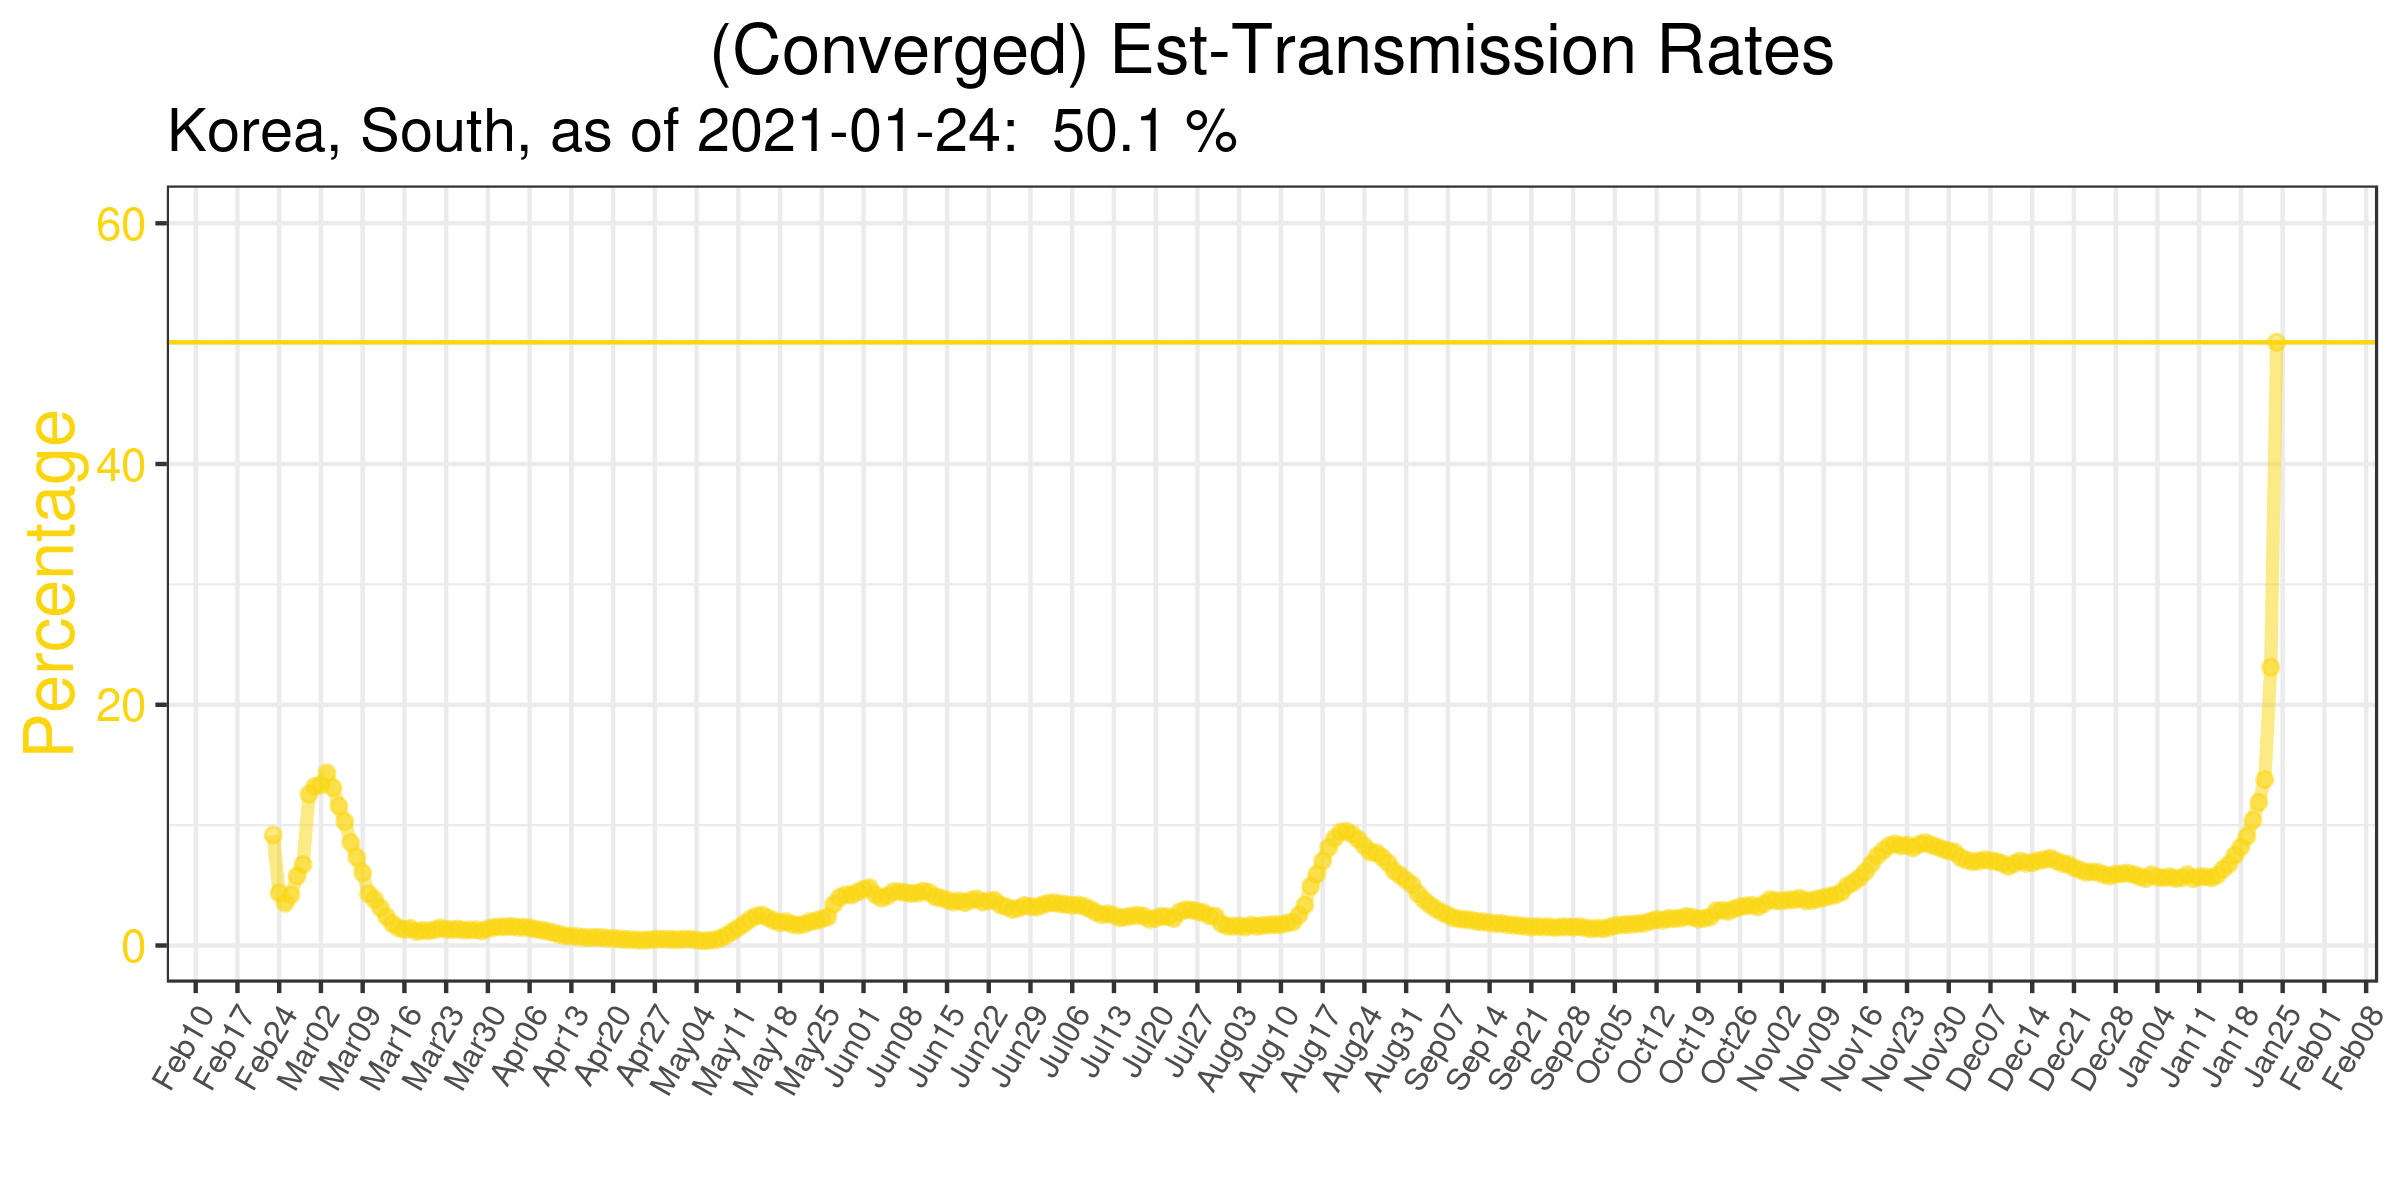 (Converged) Est-Transmission Rates
Korea, South, as of 2021-01-24: 50.1 %
Percentage
60
40
20
0
Feb10
Feb17
Feb24
Mar02
Mar09
Mar16
Mar23
Mar30
Apr06
Apr13
Apr20
Apr27
May04
May11
May18
May25
Jun01
Jun08
Jun15
Jun22
Jun29
Jul06
Jul13
Jul20
Jul27
Aug03
Aug10
Aug17
Aug24
Aug31
Sep07
Sep14
Sep21
Sep28
Oct05
Oct12
Oct19
Oct26
Nov02
Nov09
Nov16
Nov23
Nov30
Dec07
Dec14
Dec21
Dec28
Jan04
Jan11
Jan18
Jan25
Feb01
Feb08